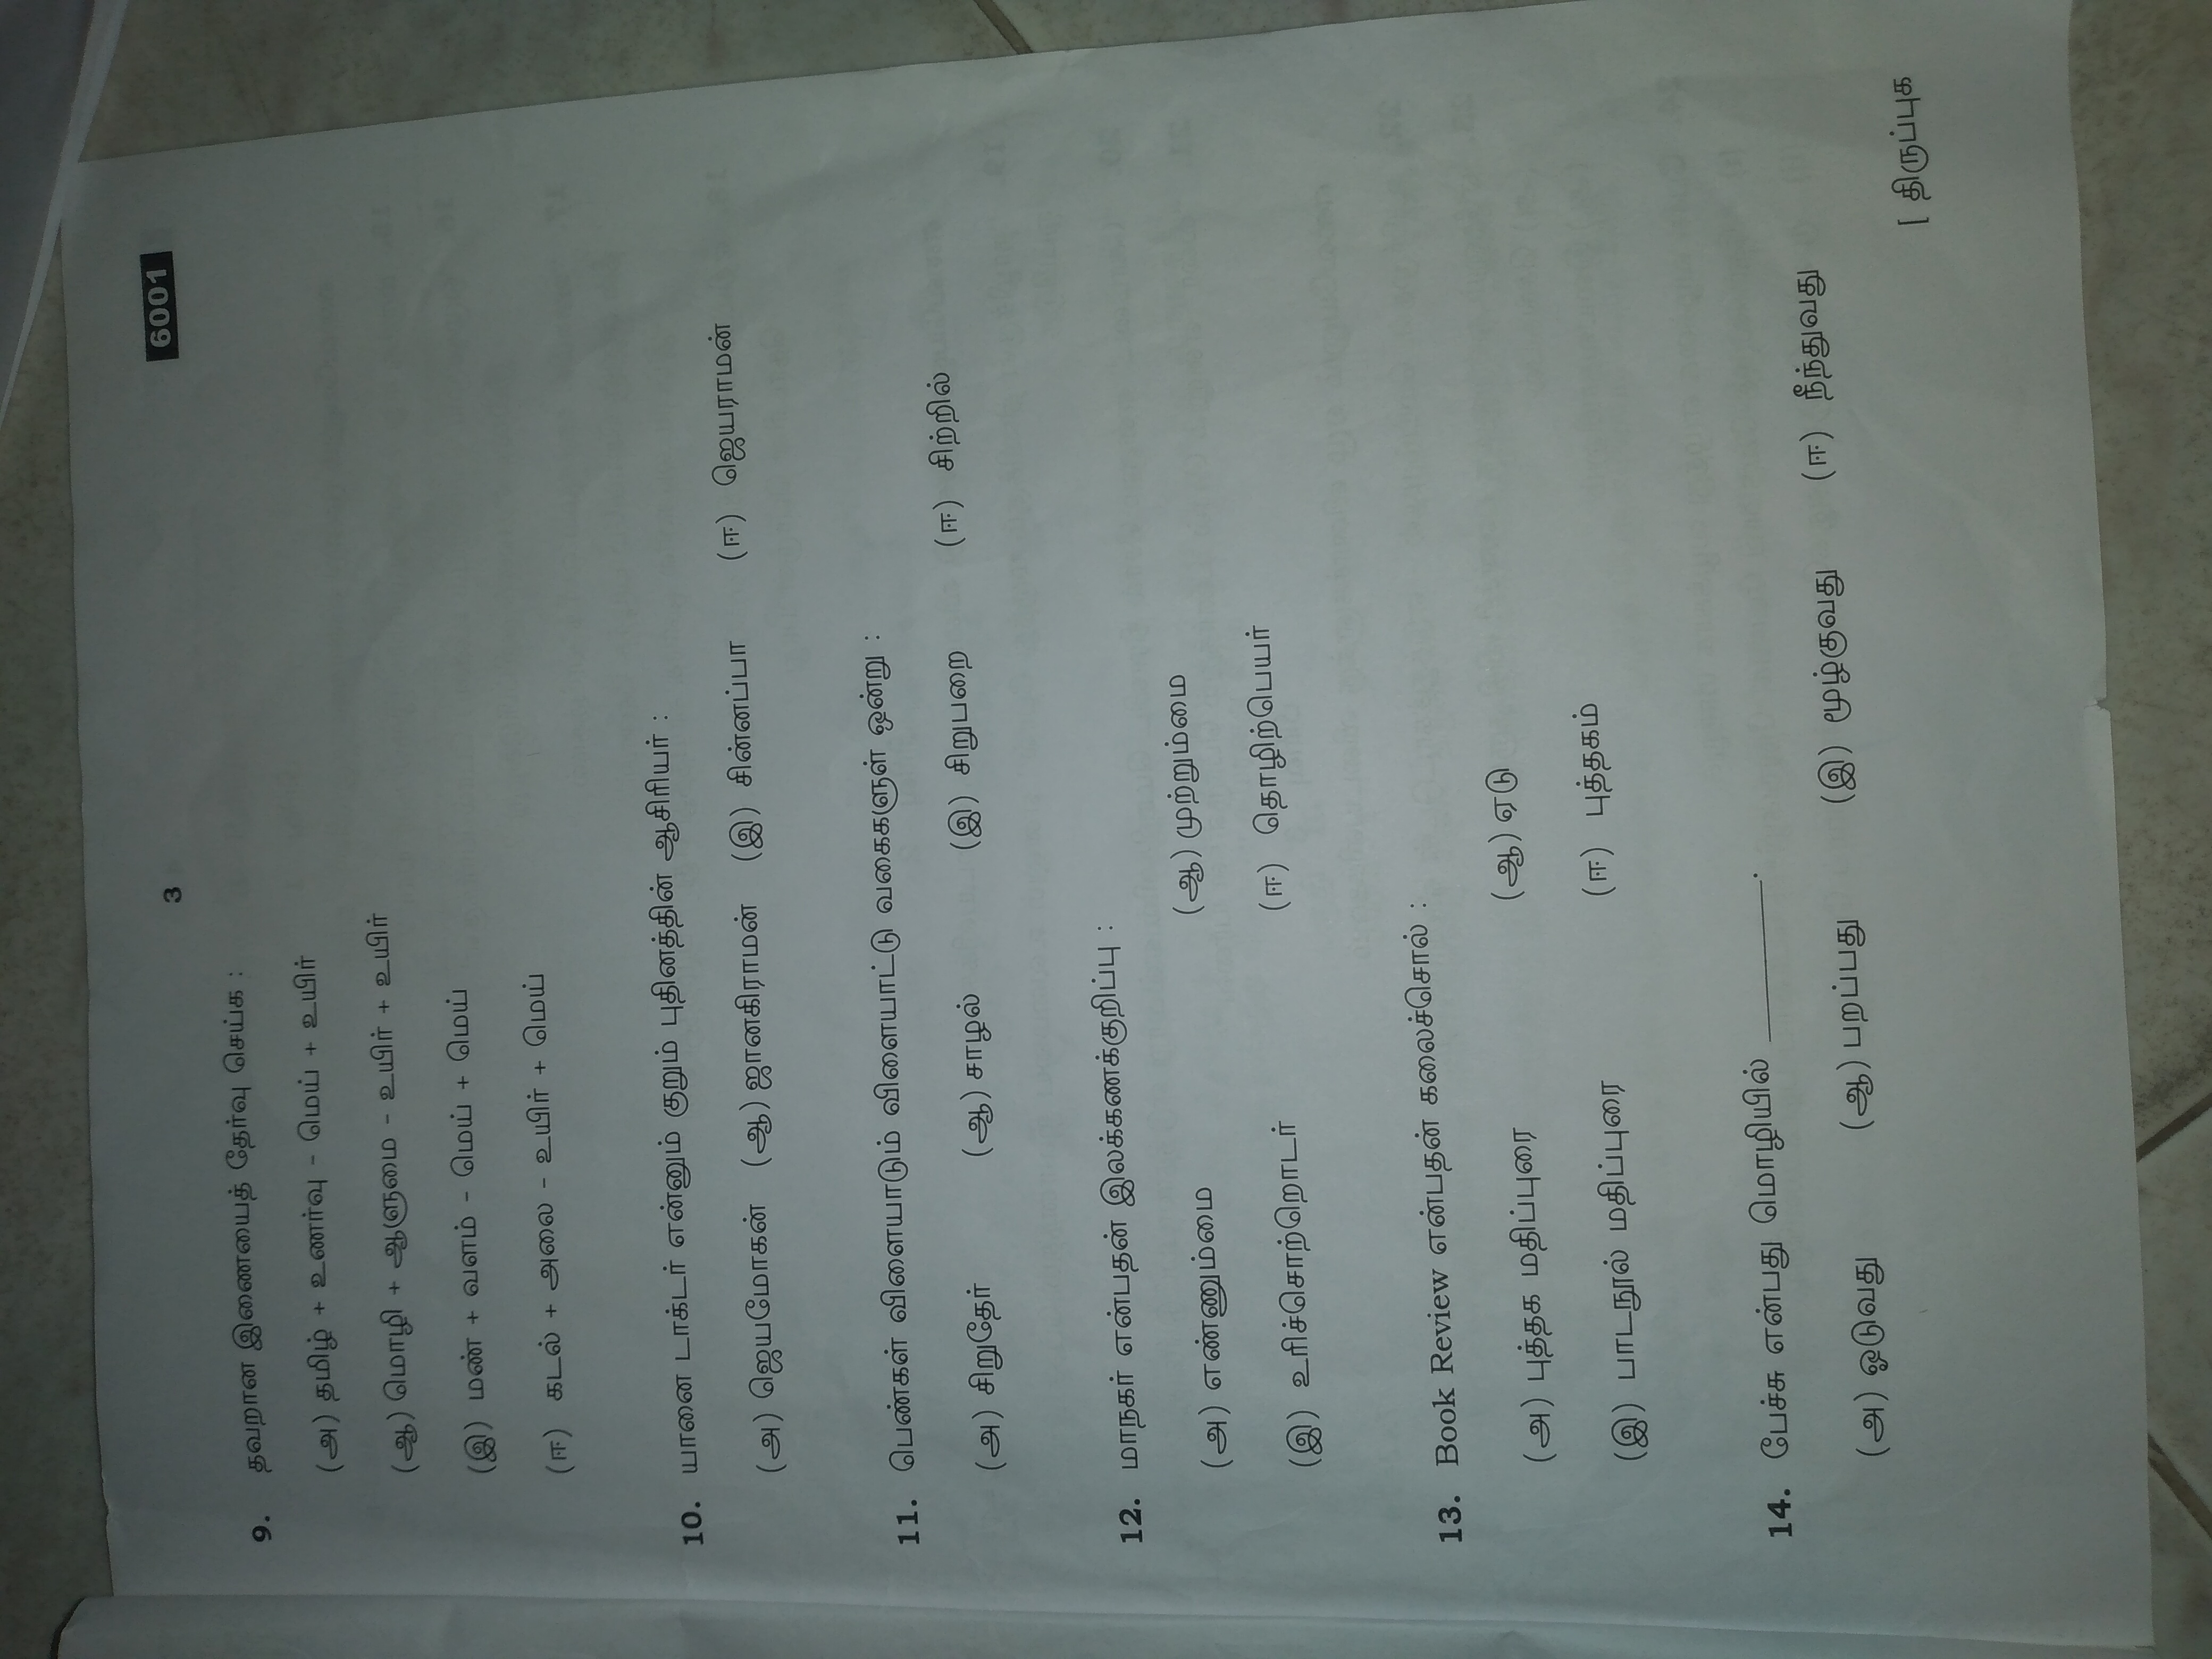 3
6001
9. தவறான இணையைத் தேர்வு செய்க :
(அ) தமிழ் + உணர்வு - மெய் + உயிர்
(ஆ) மொழி + ஆளுமை - உயிர் + உயிர்
(இ) மண் + வளம் - மெய் + மெய்
(ஈ) கடல் + அலை - உயிர் + மெய்
10. யானை டாக்டர் என்னும் குறும் புதினத்தின் ஆசிரியர் :
(அ) ஜெயமோகன் (ஆ) ஜானகிராமன் (இ) சின்னப்பா (ஈ) ஜெயராமன்
11. பெண்கள் விளையாடும் விளையாட்டு வகைகளுள் ஒன்று :
(அ) சிறுதேர் (ஆ) சாழல் (இ) சிறுபறை (ஈ) சிற்றில்
12. மாநகர் என்பதன் இலக்கணக்குறிப்பு :
(அ) எண்ணும்மை (ஆ) முற்றும்மை
(இ) உரிச்சொற்றொடர் (ஈ) தொழிற்பெயர்
13. Book Review என்பதன் கலைச்சொல் :
(அ) புத்தக மதிப்புரை (ஆ) ஏடு
(இ) பாடநூல் மதிப்புரை (ஈ) புத்தகம்
14. பேச்சு என்பது மொழியில் ________.
(அ) ஓடுவது (ஆ) பறப்பது (இ) மூழ்குவது (ஈ) நீந்துவது
[ திருப்புக